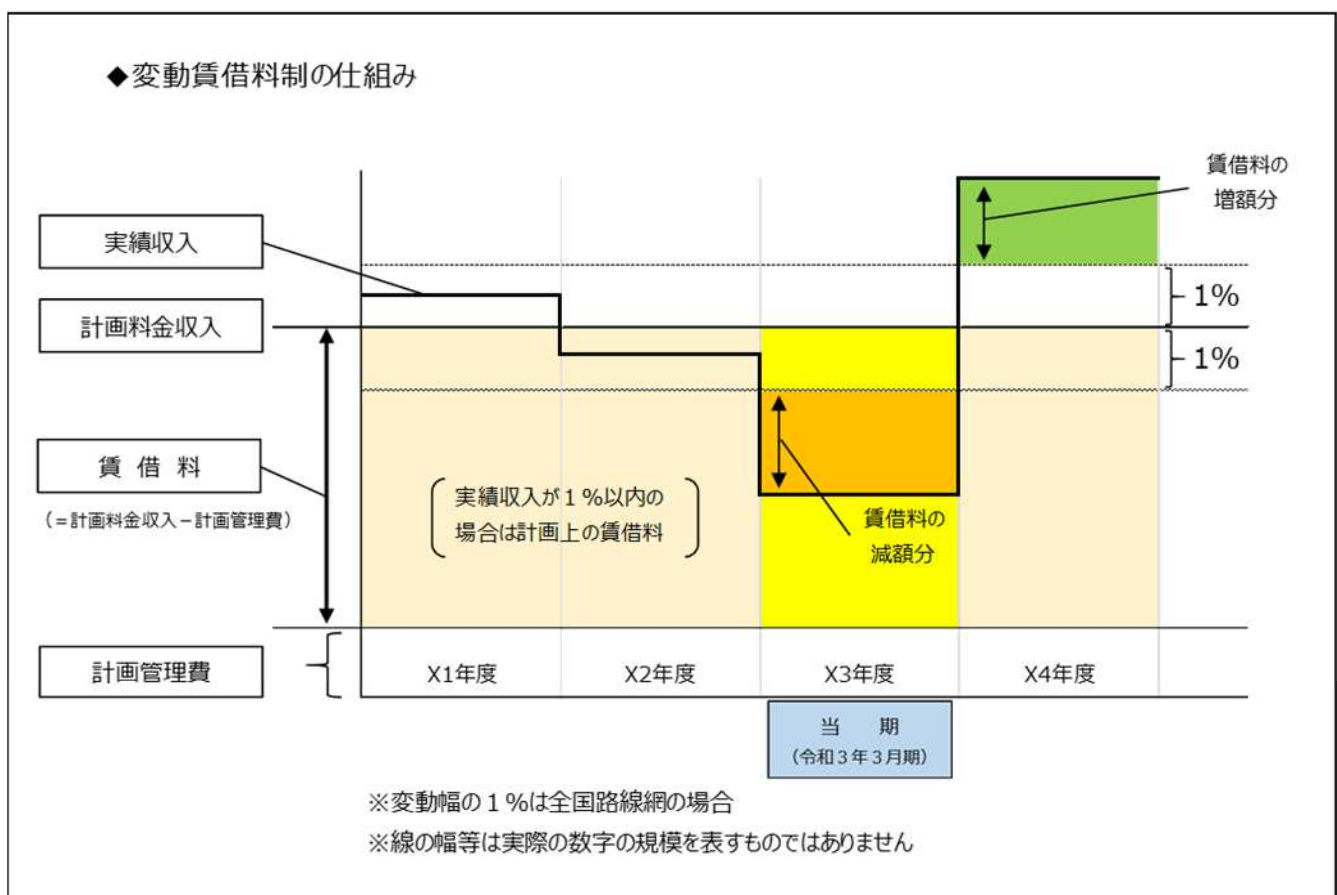 ◆変動賃借料制の仕組み
賃借料の
増額分
実績収入
1%
計画料金収入
1%
賃 借 料
(=計画料金収入-計画管理費)
実績収入が1%以内の
場合は計画上の賃借料
賃借料の
減額分
計画管理費
X1年度
X2年度
X3年度
X4年度
当 期
(令和3年3月期)
※変動幅の1%は全国路線網の場合
※線の幅等は実際の数字の規模を表すものではありません